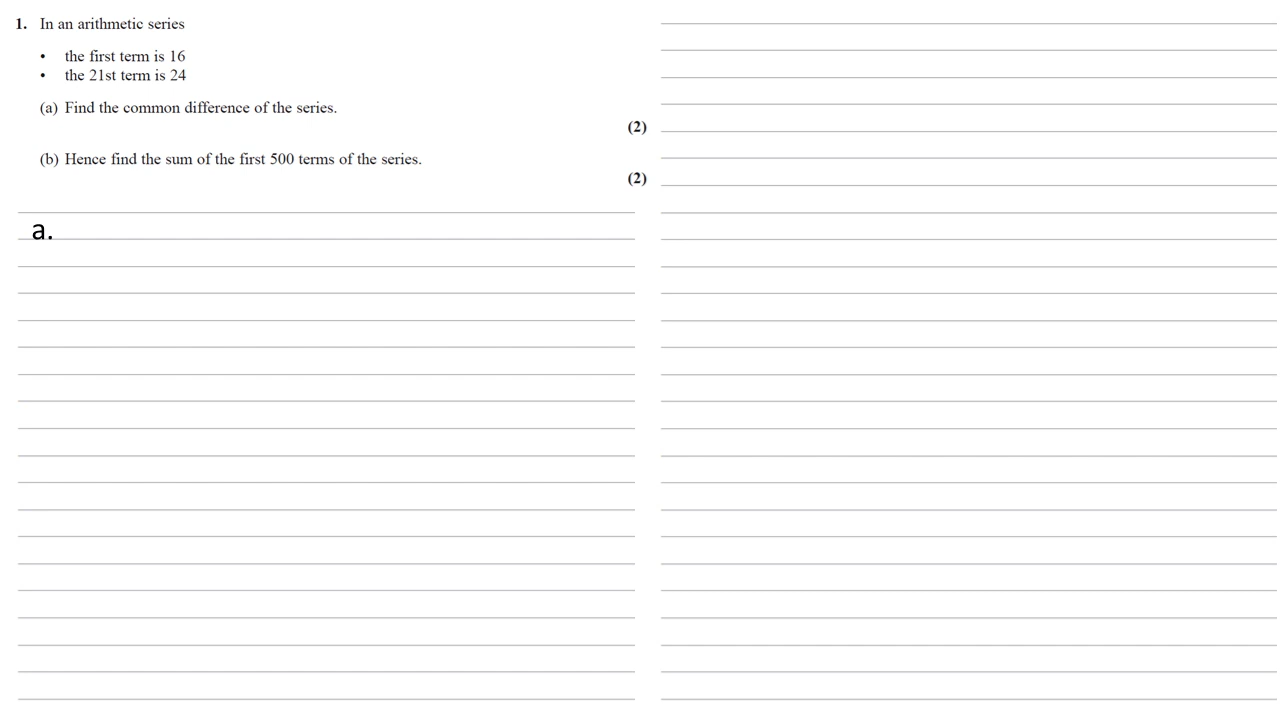 1. In an arithmetic series
• the first term is 16
• the 21st term is 24
(a) Find the common difference of the series.
(2)
(b) Hence find the sum of the first 500 terms of the series.
(2)
a.